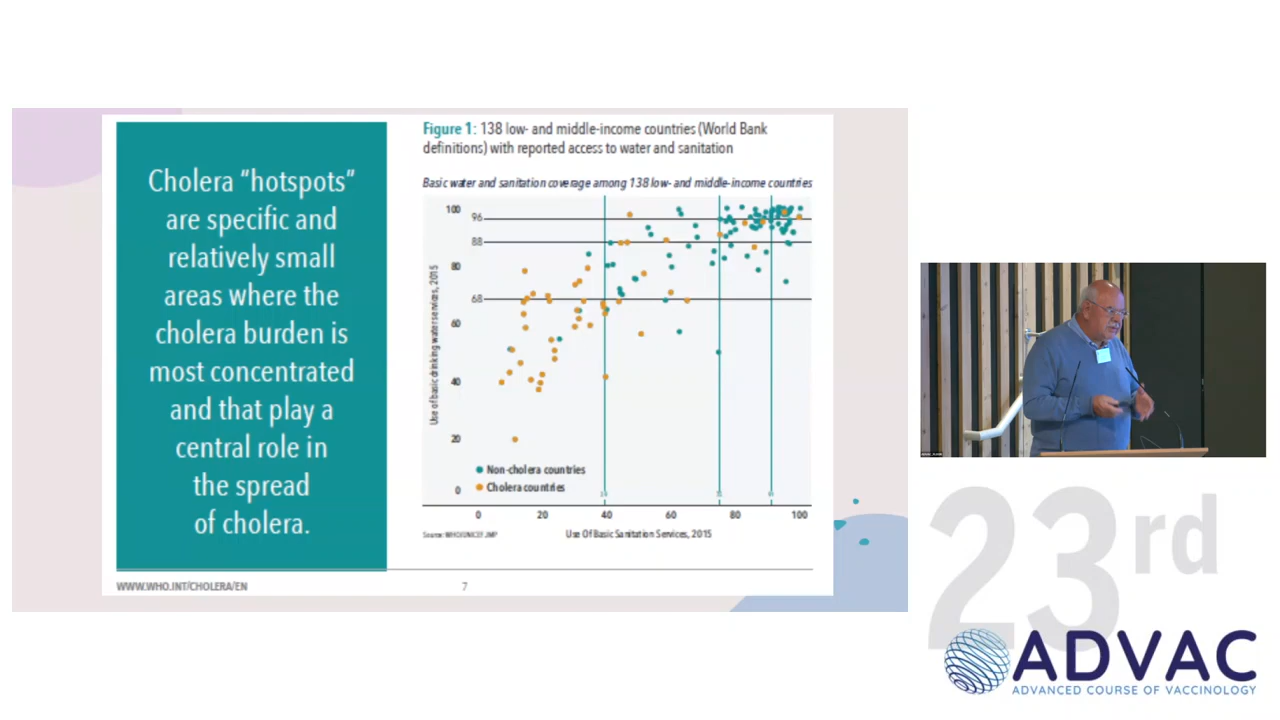 Cholera “hotspots”
are specific and
relatively small
areas where the
cholera burden is
most concentrated
and that play a
central role in
the spread
of cholera.
Figure 1: 138 low- and middle-income countries (World Bank
definitions) with reported access to water and sanitation
Basic water and sanitation coverage among 138 low- and middle-income countries
Use of basic drinking water services, 2015
100
96
88
80
68
60
40
20
0
Non-cholera countries
Cholera countries
0 20 40 60 80 100
Source: WHO/UNICEF JMP
Use Of Basic Sanitation Services, 2015
WWW.WHO.INT/CHOLERA/EN
7
23rd
ADVAC
ADVANCED COURSE OF VACCINOLOGY